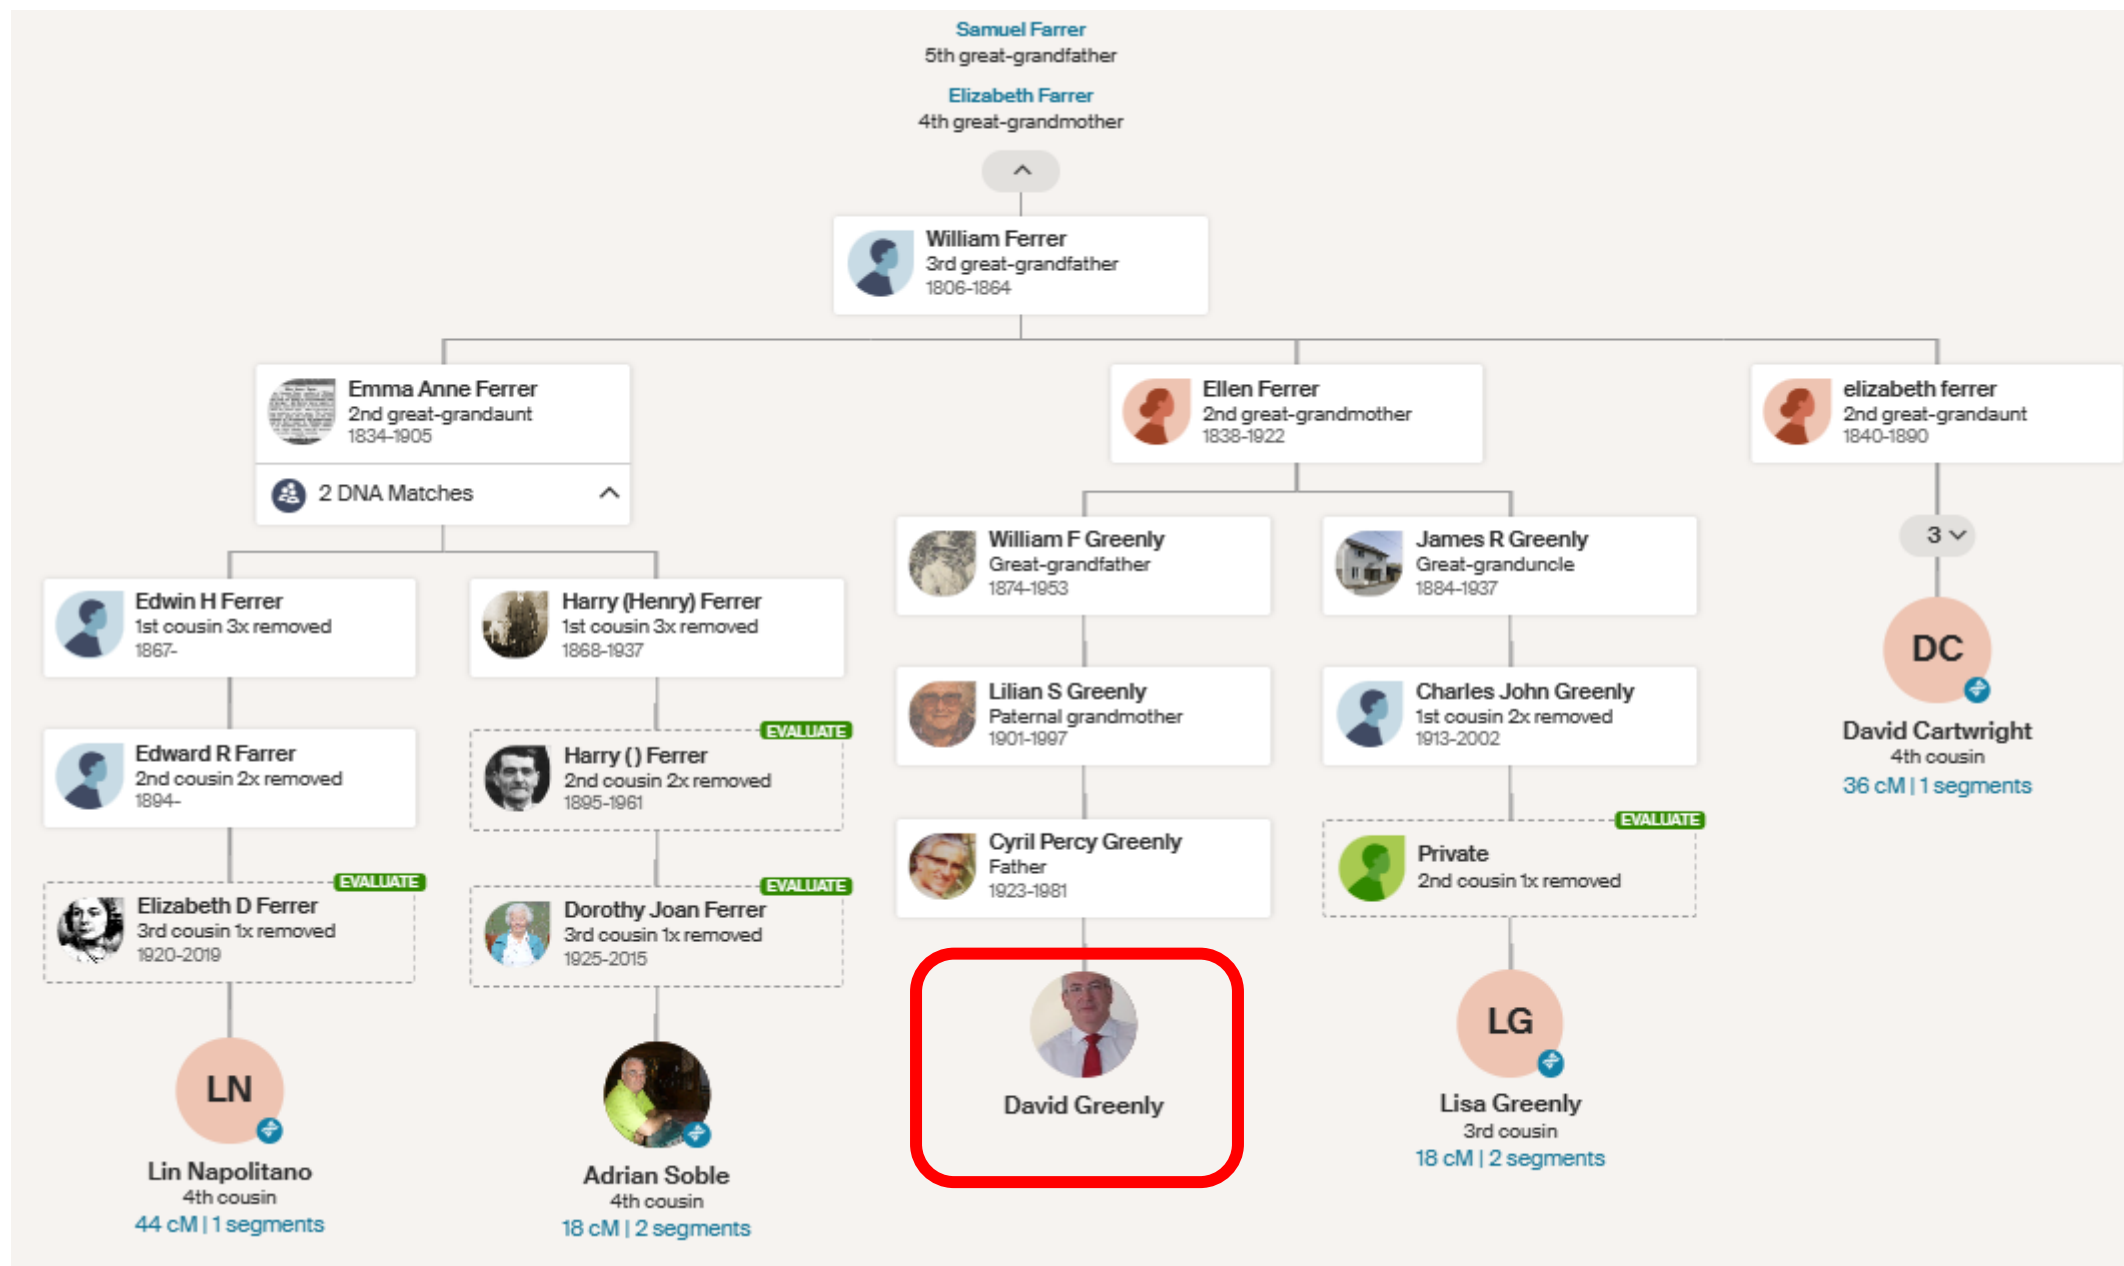 Samuel Farrer
5th great-grandfather
Elizabeth Farrer
4th great-grandmother
William Ferrer
3rd great-grandfather
1806-1864
Emma Anne Ferrer
2nd great-grandaunt
1834-1905
2 DNA Matches
Ellen Ferrer
2nd great-grandmother
1838-1922
elizabeth ferrer
2nd great-grandaunt
1840-1890
Edwin H Ferrer
1st cousin 3x removed
1867-
Harry (Henry) Ferrer
1st cousin 3x removed
1868-1937
William F Greenly
Great-grandfather
1874-1953
James R Greenly
Great-granduncle
1884-1937
3
Edward R Farrer
2nd cousin 2x removed
1894-
EVALUATE
Harry () Ferrer
2nd cousin 2x removed
1895-1961
Lilian S Greenly
Paternal grandmother
1901-1997
Charles John Greenly
1st cousin 2x removed
1913-2002
DC
David Cartwright
4th cousin
36 cM | 1 segments
EVALUATE
Elizabeth D Ferrer
3rd cousin 1x removed
1920-2019
EVALUATE
Dorothy Joan Ferrer
3rd cousin 1x removed
1925-2015
Cyril Percy Greenly
Father
1923-1981
EVALUATE
Private
2nd cousin 1x removed
LN
Lin Napolitano
4th cousin
44 cM | 1 segments
Adrian Soble
4th cousin
18 cM | 2 segments
David Greenly
LG
Lisa Greenly
3rd cousin
18 cM | 2 segments